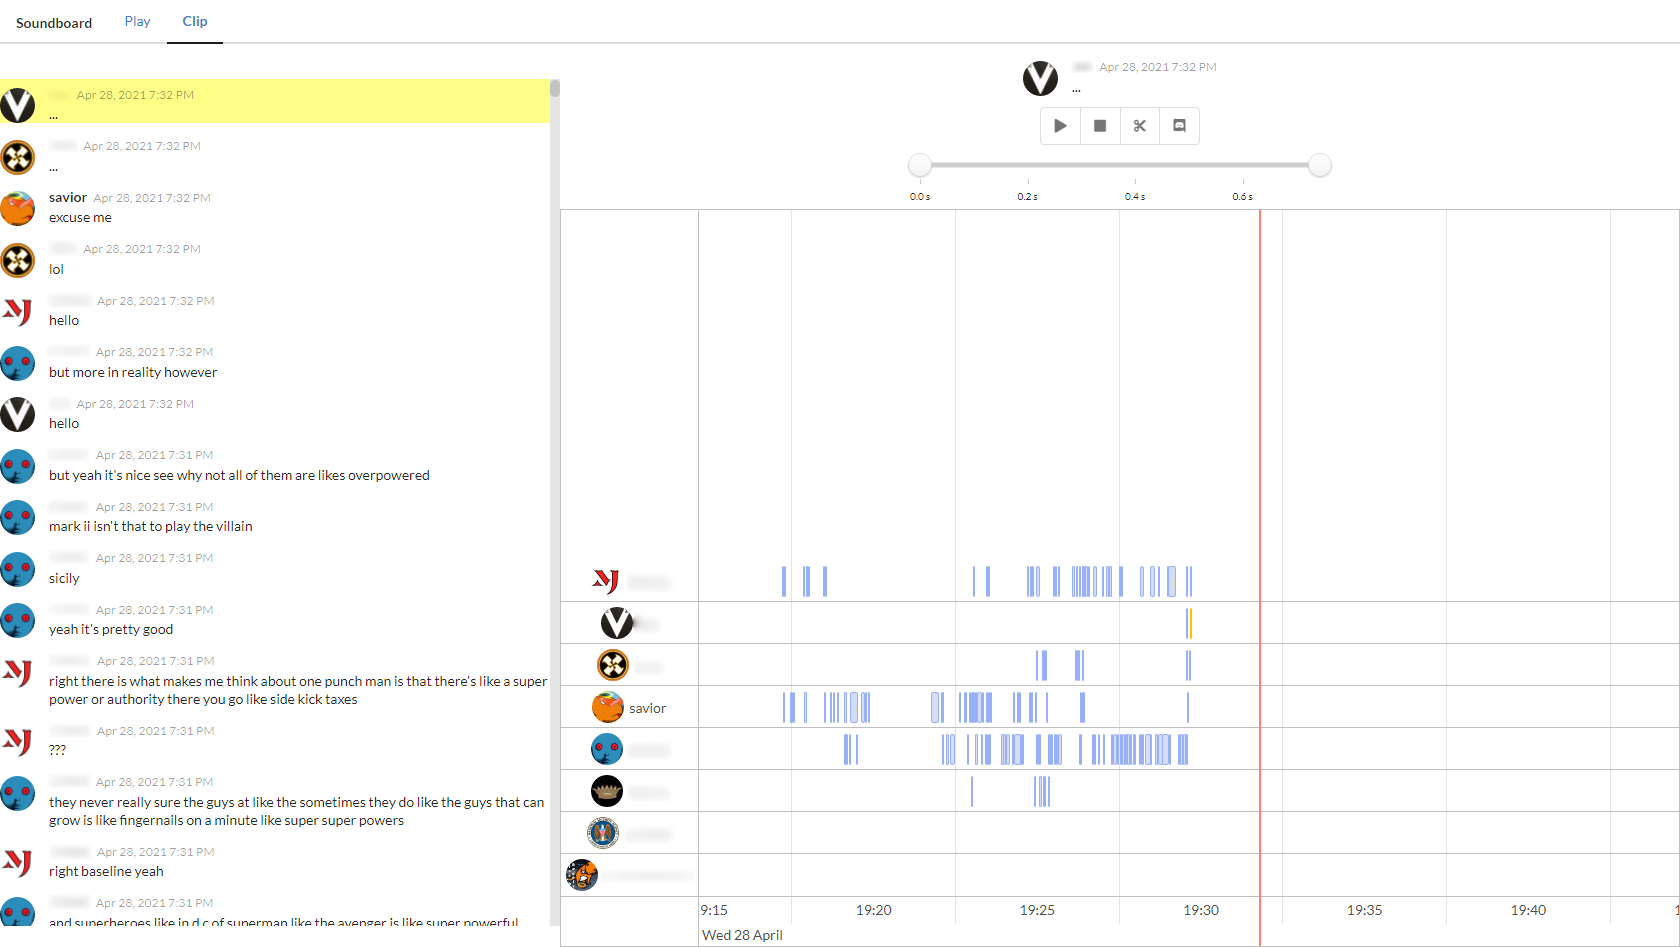 Soundboard Play Clip
Apr 28, 2021 7:32 PM
...
Apr 28, 2021 7:32 PM
...
savior Apr 28, 2021 7:32 PM
excuse me
Apr 28, 2021 7:32 PM
lol
Apr 28, 2021 7:32 PM
hello
Apr 28, 2021 7:32 PM
but more in reality however
Apr 28, 2021 7:32 PM
hello
Apr 28, 2021 7:31 PM
but yeah it's nice see why not all of them are likes overpowered
Apr 28, 2021 7:31 PM
mark ii isn't that to play the villain
Apr 28, 2021 7:31 PM
sicily
Apr 28, 2021 7:31 PM
yeah it's pretty good
Apr 28, 2021 7:31 PM
right there is what makes me think about one punch man is that there's like a super
power or authority there you go like side kick taxes
Apr 28, 2021 7:31 PM
???
Apr 28, 2021 7:31 PM
they never really sure the guys at like the sometimes they do like the guys that can
grow is like fingernails on a minute like super super powers
Apr 28, 2021 7:31 PM
right baseline yeah
Apr 28, 2021 7:31 PM
and superheroes like in d c of superman like the avenger is like super powerful
Apr 28, 2021 7:32 PM
...
0.0 s 0.2 s 0.4 s 0.6 s
savior
9:15 19:20 19:25 19:30 19:35 19:40
Wed 28 April